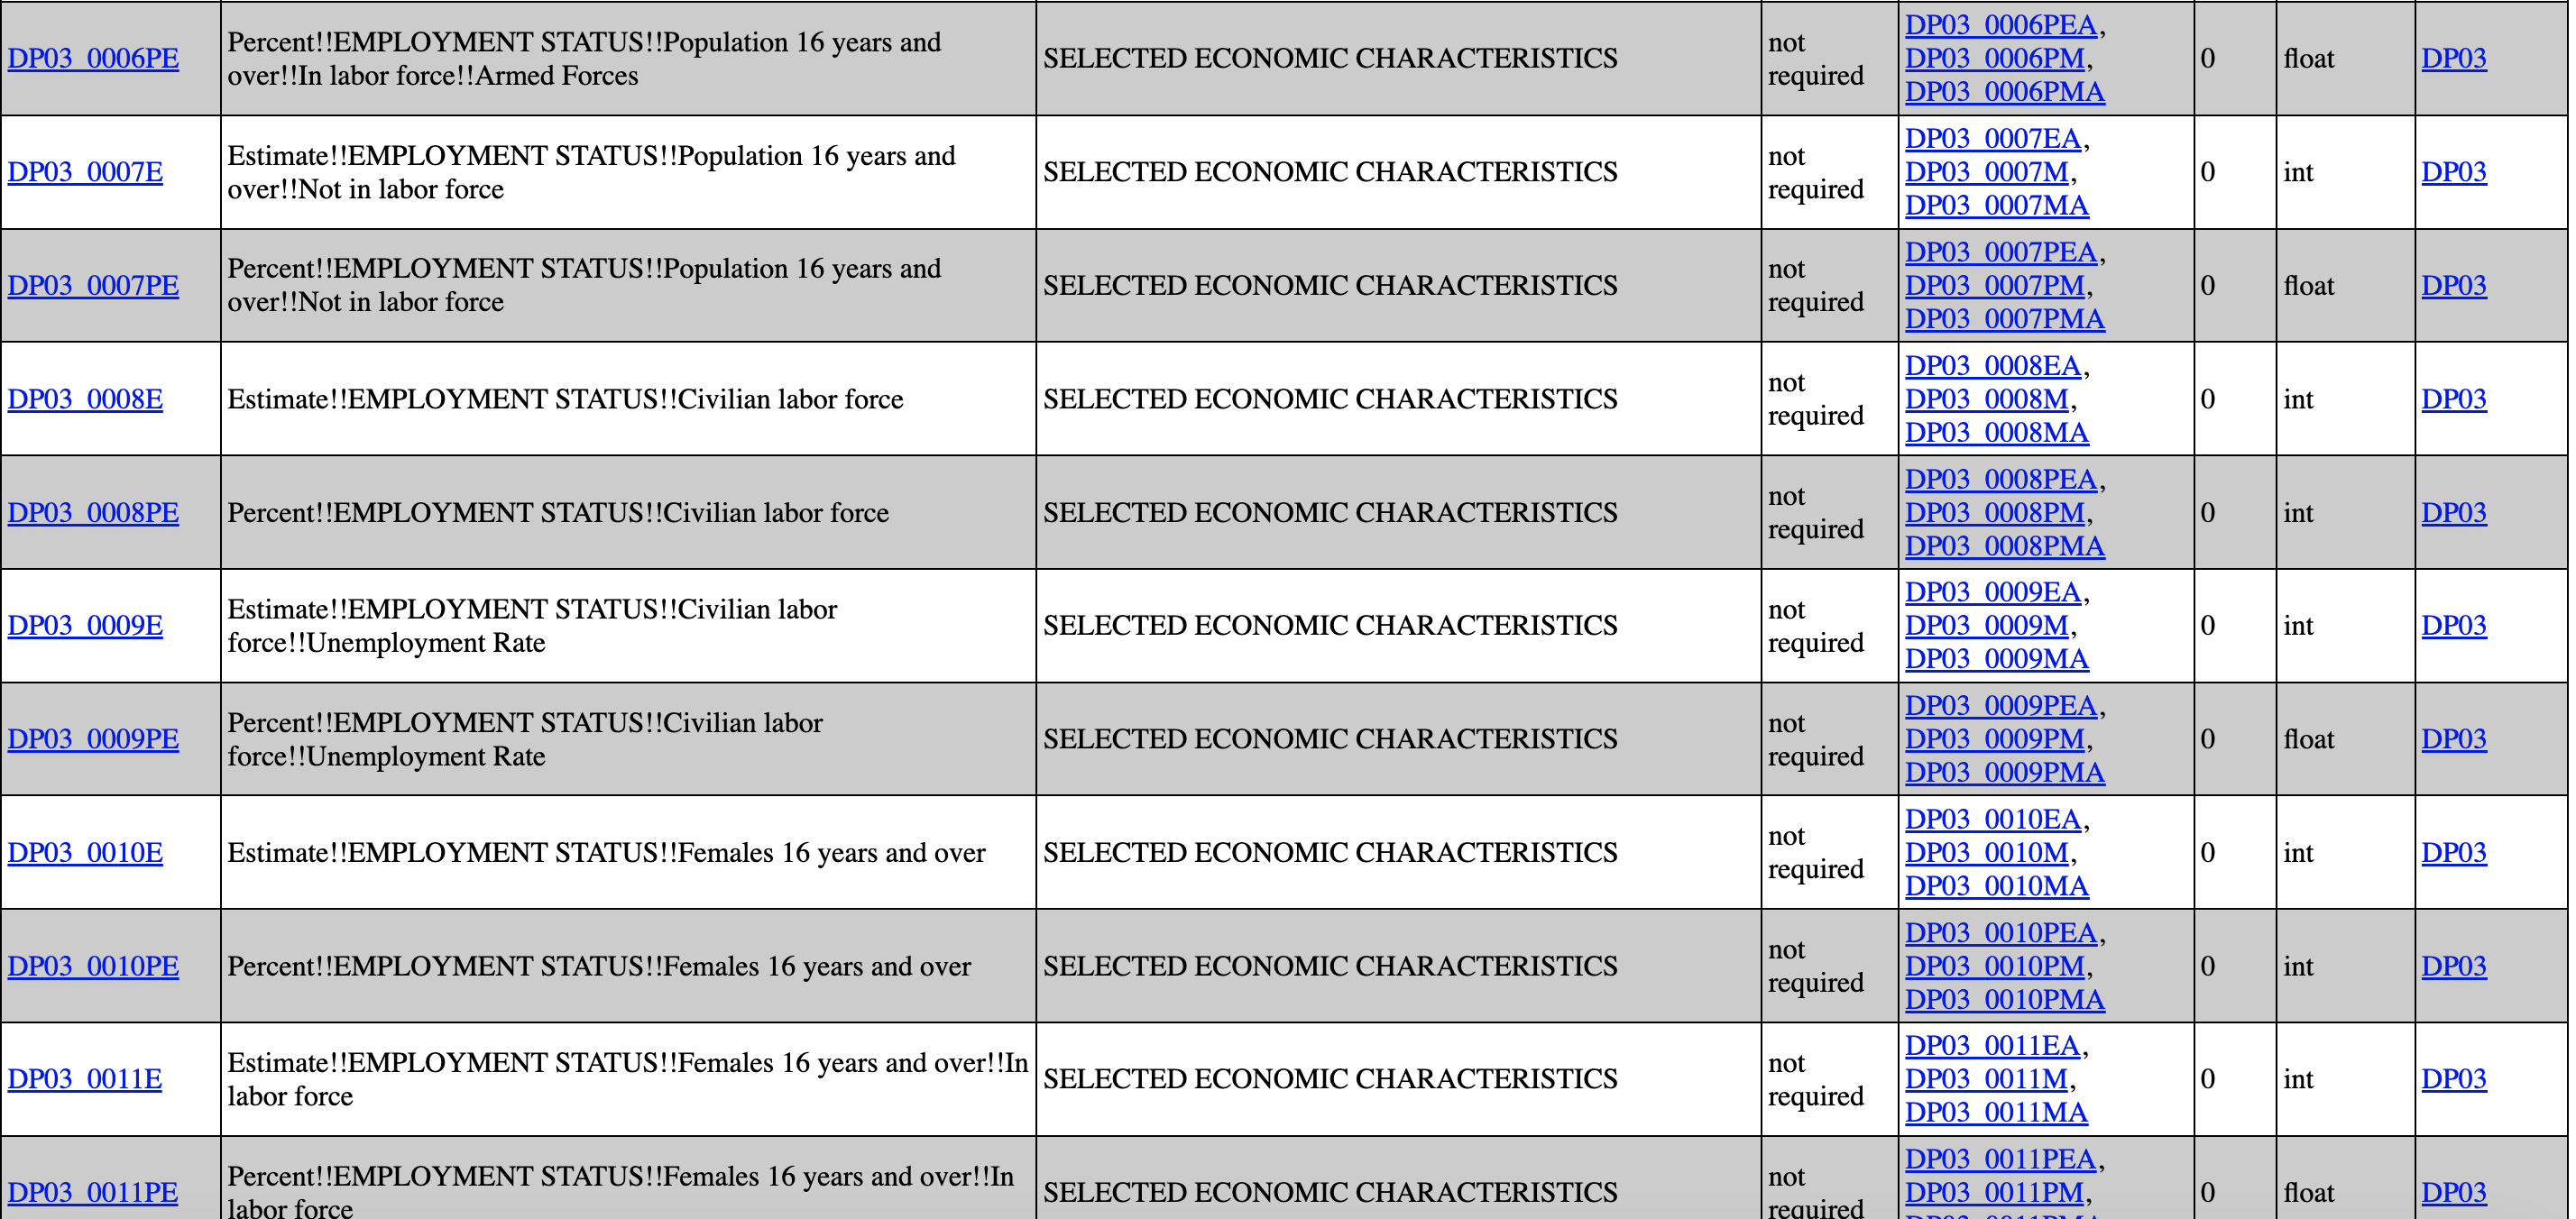 DP03_0006PE Percent!!EMPLOYMENT STATUS!!Population 16 years and over!!In labor force!!Armed Forces SELECTED ECONOMIC CHARACTERISTICS not required DP03_0006PEA, DP03_0006PM, DP03_0006PMA 0 float DP03
DP03_0007E Estimate!!EMPLOYMENT STATUS!!Population 16 years and over!!Not in labor force SELECTED ECONOMIC CHARACTERISTICS not required DP03_0007EA, DP03_0007M, DP03_0007MA 0 int DP03
DP03_0007PE Percent!!EMPLOYMENT STATUS!!Population 16 years and over!!Not in labor force SELECTED ECONOMIC CHARACTERISTICS not required DP03_0007PEA, DP03_0007PM, DP03_0007PMA 0 float DP03
DP03_0008E Estimate!!EMPLOYMENT STATUS!!Civilian labor force SELECTED ECONOMIC CHARACTERISTICS not required DP03_0008EA, DP03_0008M, DP03_0008MA 0 int DP03
DP03_0008PE Percent!!EMPLOYMENT STATUS!!Civilian labor force SELECTED ECONOMIC CHARACTERISTICS not required DP03_0008PEA, DP03_0008PM, DP03_0008PMA 0 int DP03
DP03_0009E Estimate!!EMPLOYMENT STATUS!!Civilian labor force!!Unemployment Rate SELECTED ECONOMIC CHARACTERISTICS not required DP03_0009EA, DP03_0009M, DP03_0009MA 0 int DP03
DP03_0009PE Percent!!EMPLOYMENT STATUS!!Civilian labor force!!Unemployment Rate SELECTED ECONOMIC CHARACTERISTICS not required DP03_0009PEA, DP03_0009PM, DP03_0009PMA 0 float DP03
DP03_0010E Estimate!!EMPLOYMENT STATUS!!Females 16 years and over SELECTED ECONOMIC CHARACTERISTICS not required DP03_0010EA, DP03_0010M, DP03_0010MA 0 int DP03
DP03_0010PE Percent!!EMPLOYMENT STATUS!!Females 16 years and over SELECTED ECONOMIC CHARACTERISTICS not required DP03_0010PEA, DP03_0010PM, DP03_0010PMA 0 int DP03
DP03_0011E Estimate!!EMPLOYMENT STATUS!!Females 16 years and over!!In labor force SELECTED ECONOMIC CHARACTERISTICS not required DP03_0011EA, DP03_0011M, DP03_0011MA 0 int DP03
DP03_0011PE Percent!!EMPLOYMENT STATUS!!Females 16 years and over!!In labor force SELECTED ECONOMIC CHARACTERISTICS not required DP03_0011PEA, DP03_0011PM, 0 float DP03